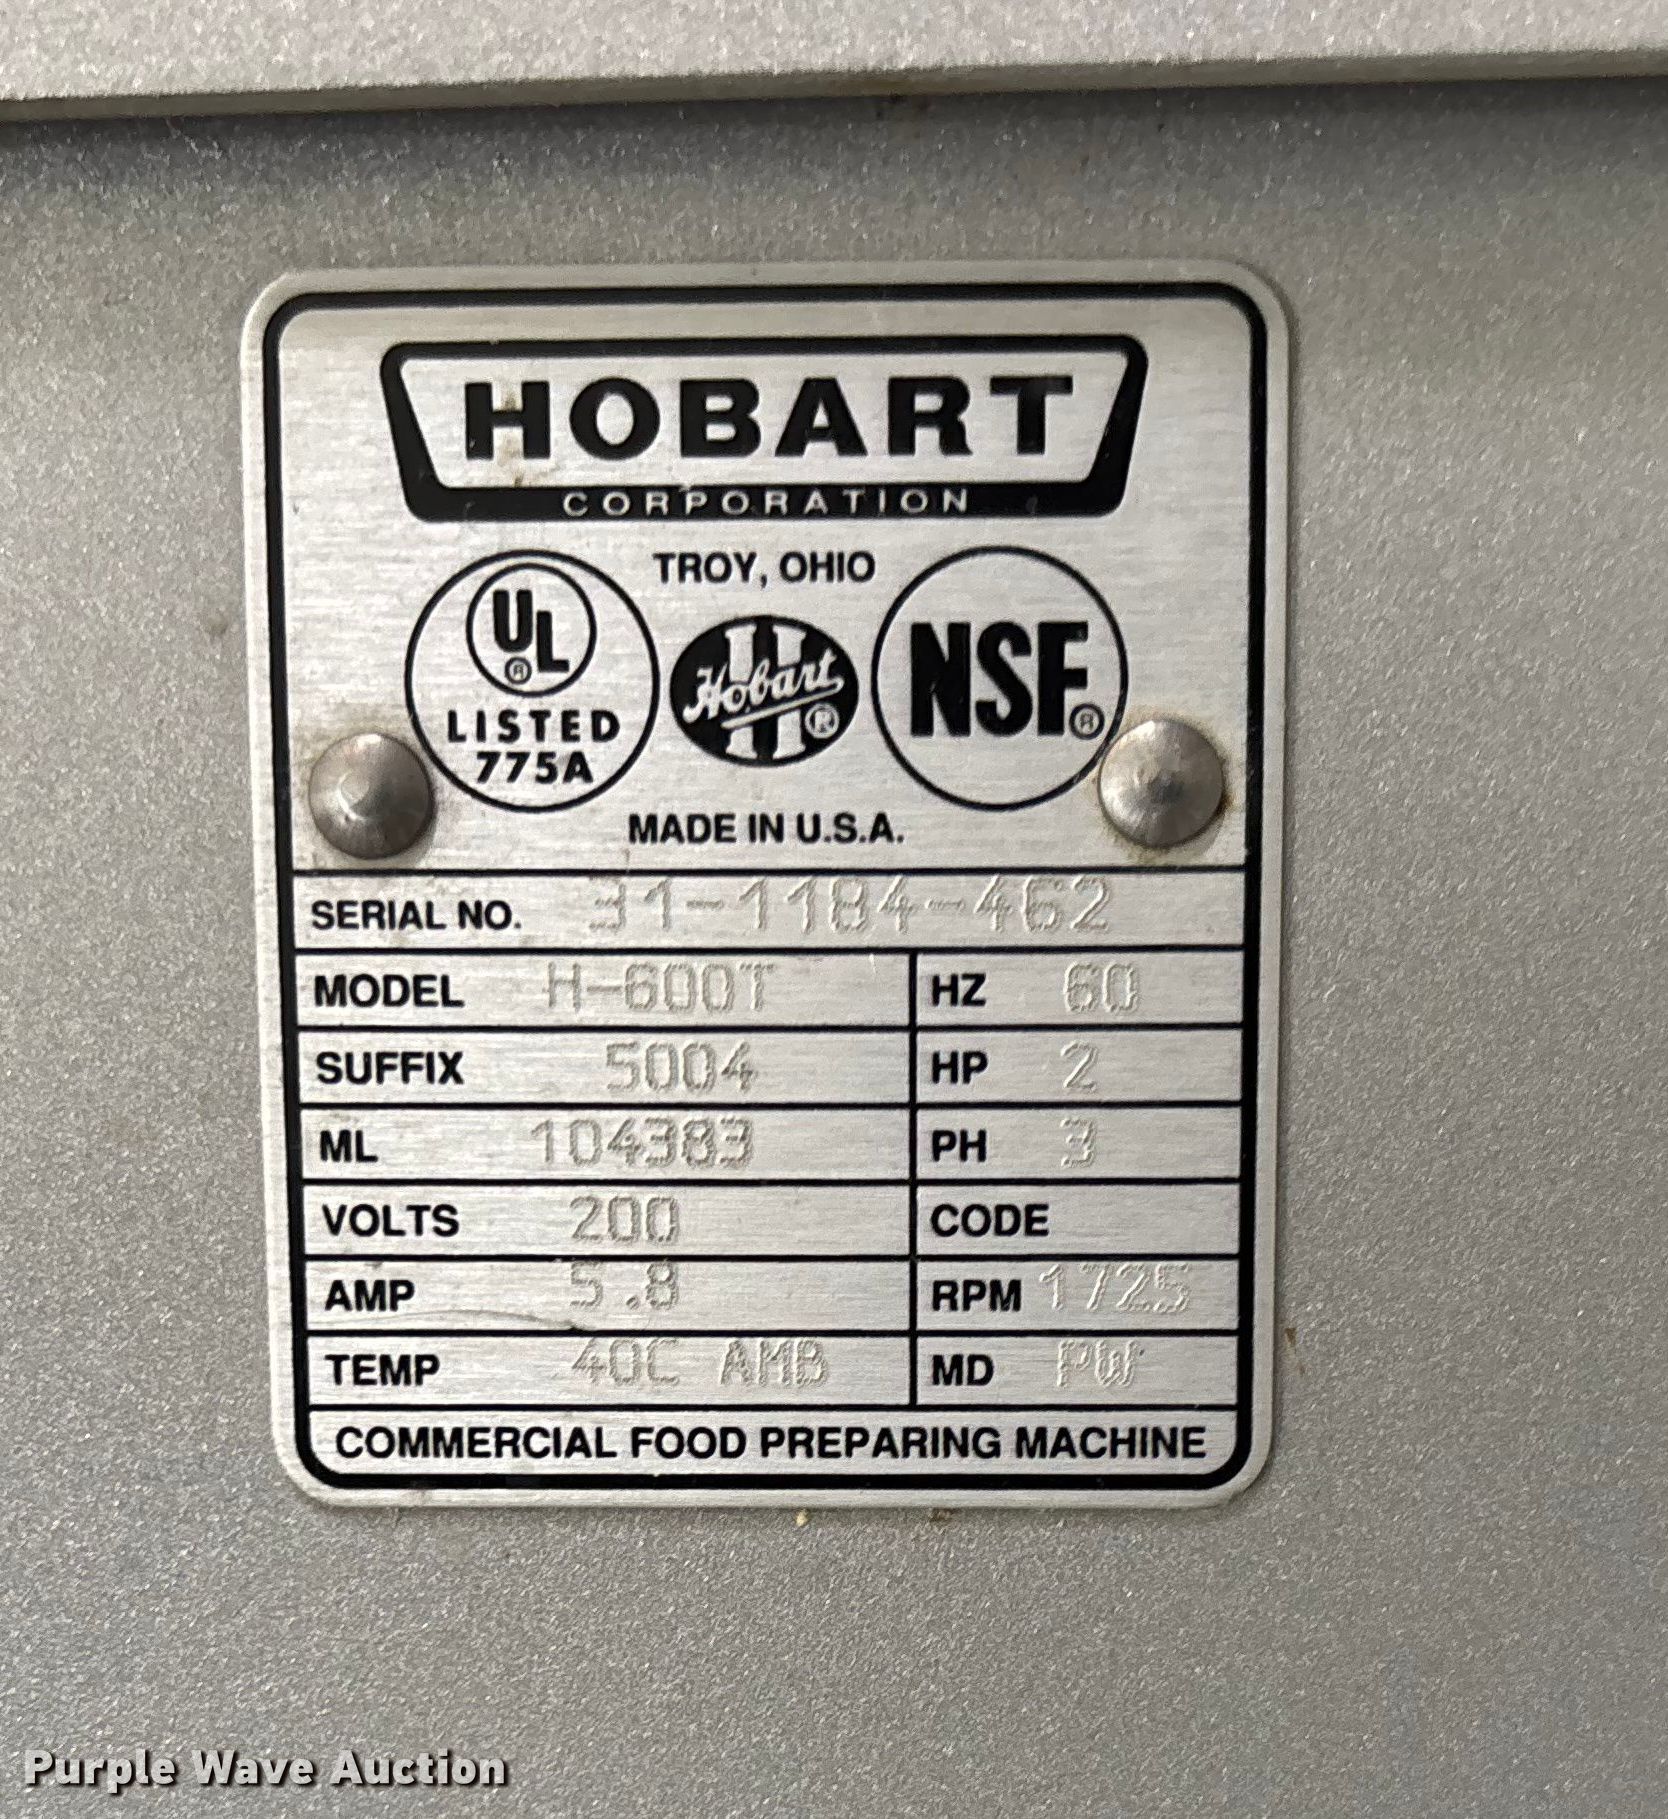 HOBART
CORPORATION
TROY, OHIO
UL ®
LISTED
775A
Hobart ®
NSF®
MADE IN U.S.A.
SERIAL NO. 31-1184-462
MODEL H-600T HZ 60
SUFFIX 5004 HP 2
ML 104383 PH 3
VOLTS 200 CODE
AMP 5.8 RPM 1725
TEMP 40C AMB MD PW
COMMERCIAL FOOD PREPARING MACHINE
Purple Wave Auction